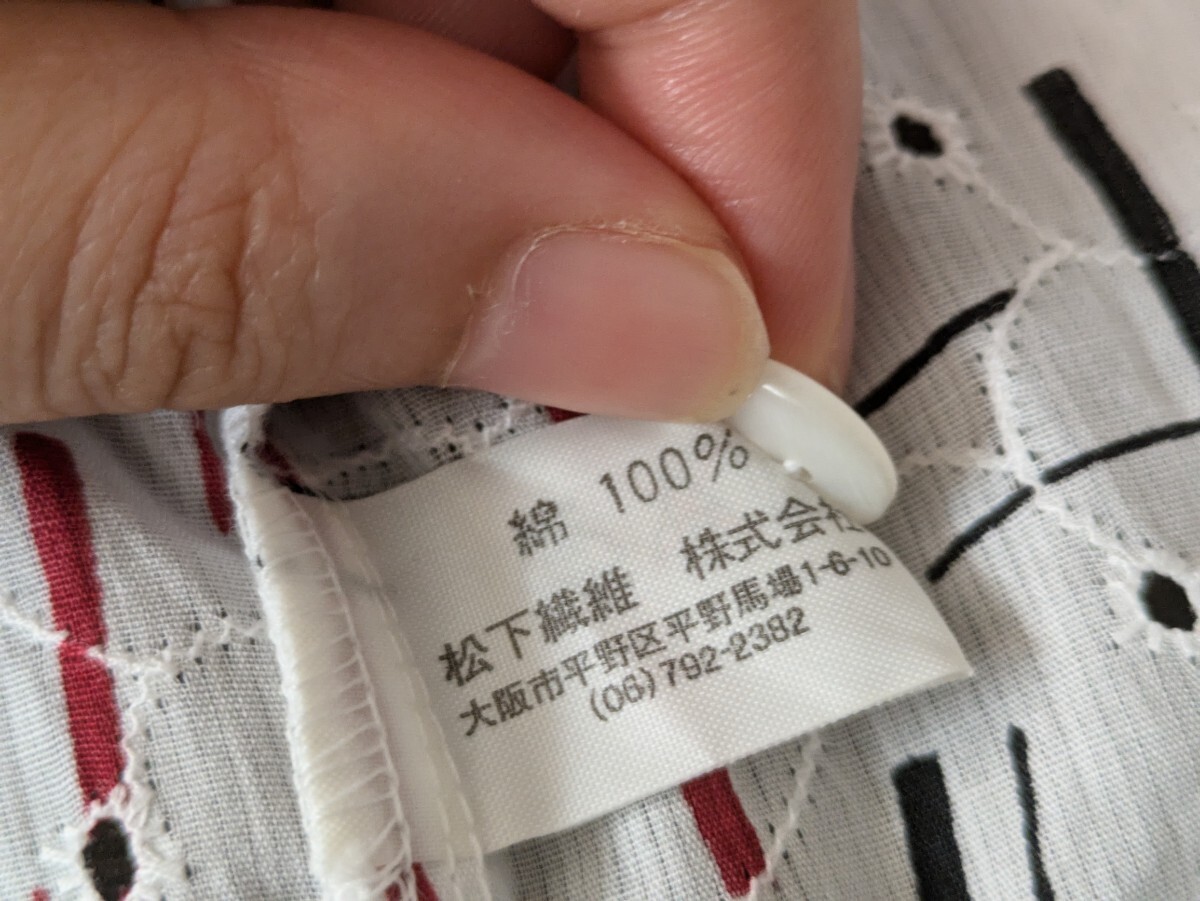 綿 100%
松下繊維 株式会社
大阪市平野区平野馬場1-6-10
(06)792-2382